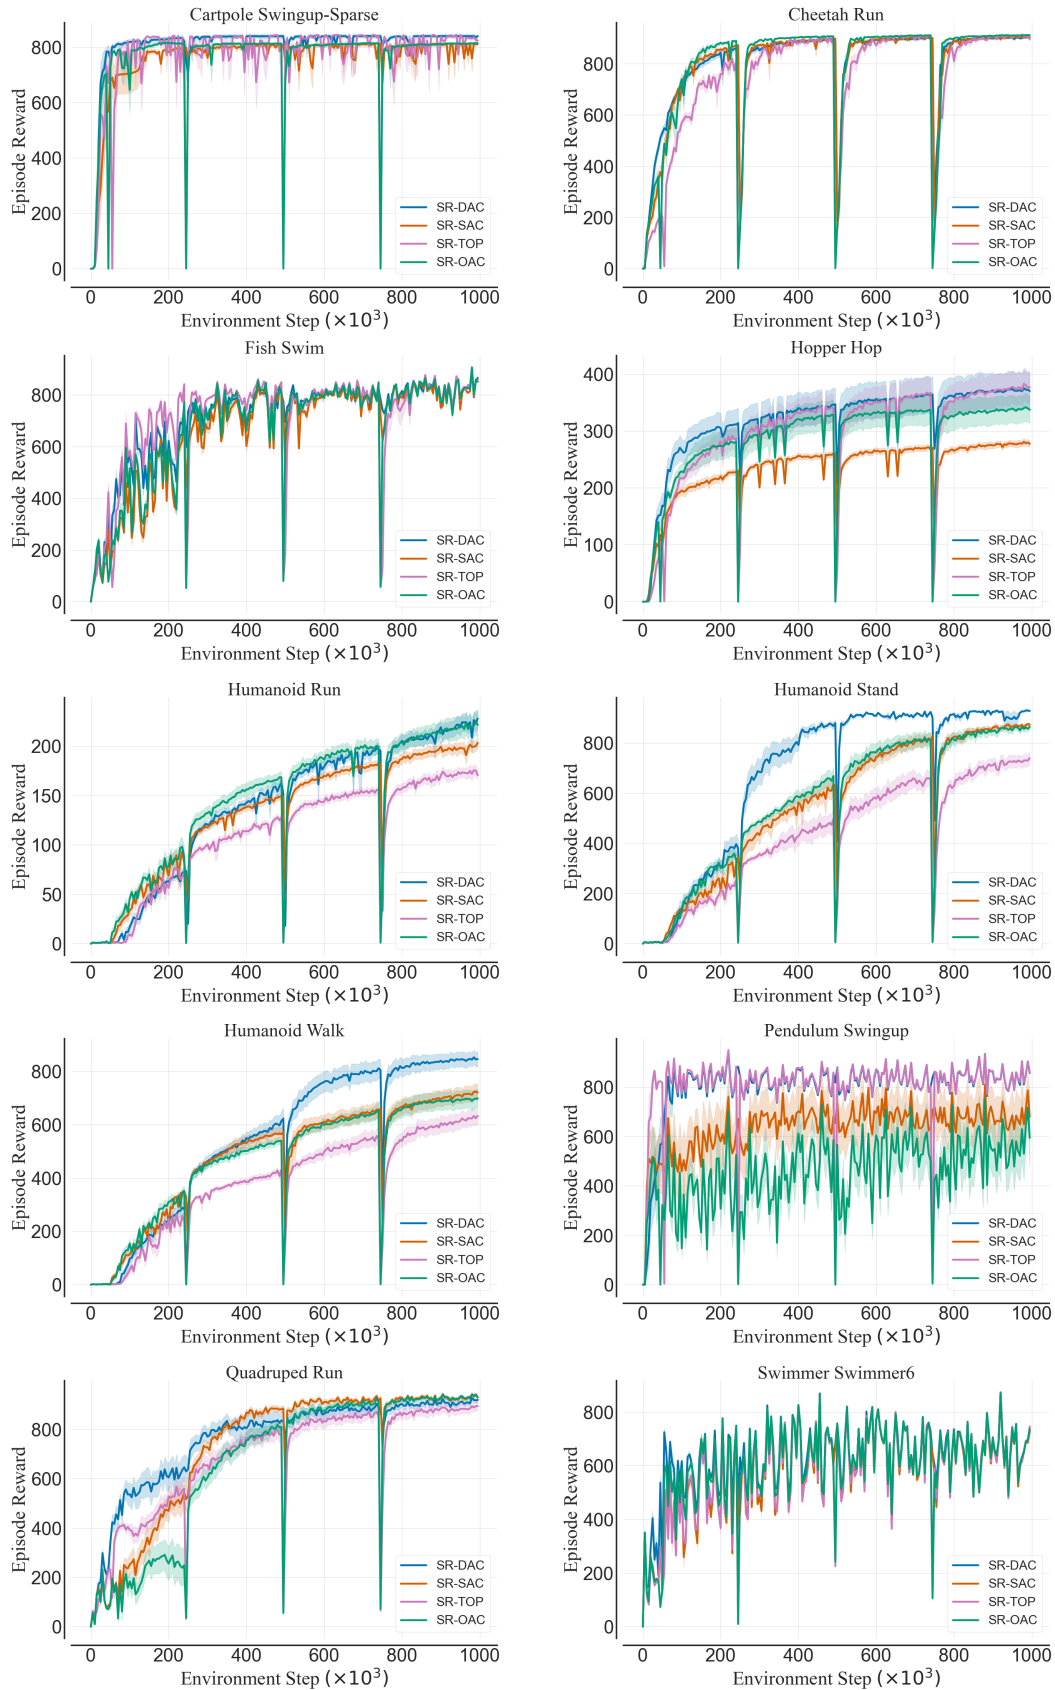 Cartpole Swingup-Sparse
Episode Reward
800
600
400
200
0
SR-DAC
SR-SAC
SR-TOP
SR-OAC
0 200 400 600 800 1000
Environment Step (×10³)
Cheetah Run
Episode Reward
800
600
400
200
0
SR-DAC
SR-SAC
SR-TOP
SR-OAC
0 200 400 600 800 1000
Environment Step (×10³)
Fish Swim
Episode Reward
800
600
400
200
0
SR-DAC
SR-SAC
SR-TOP
SR-OAC
0 200 400 600 800 1000
Environment Step (×10³)
Hopper Hop
Episode Reward
400
300
200
100
0
SR-DAC
SR-SAC
SR-TOP
SR-OAC
0 200 400 600 800 1000
Environment Step (×10³)
Humanoid Run
Episode Reward
200
150
100
50
0
SR-DAC
SR-SAC
SR-TOP
SR-OAC
0 200 400 600 800 1000
Environment Step (×10³)
Humanoid Stand
Episode Reward
800
600
400
200
0
SR-DAC
SR-SAC
SR-TOP
SR-OAC
0 200 400 600 800 1000
Environment Step (×10³)
Humanoid Walk
Episode Reward
800
600
400
200
0
SR-DAC
SR-SAC
SR-TOP
SR-OAC
0 200 400 600 800 1000
Environment Step (×10³)
Pendulum Swingup
Episode Reward
800
600
400
200
0
SR-DAC
SR-SAC
SR-TOP
SR-OAC
0 200 400 600 800 1000
Environment Step (×10³)
Quadruped Run
Episode Reward
800
600
400
200
0
SR-DAC
SR-SAC
SR-TOP
SR-OAC
0 200 400 600 800 1000
Environment Step (×10³)
Swimmer Swimmer6
Episode Reward
800
600
400
200
0
SR-DAC
SR-SAC
SR-TOP
SR-OAC
0 200 400 600 800 1000
Environment Step (×10³)